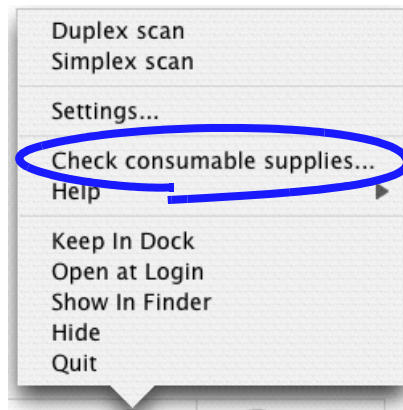 Duplex scan
Simplex scan
Settings...
Check consumable supplies...
Help
Keep In Dock
Open at Login
Show In Finder
Hide
Quit